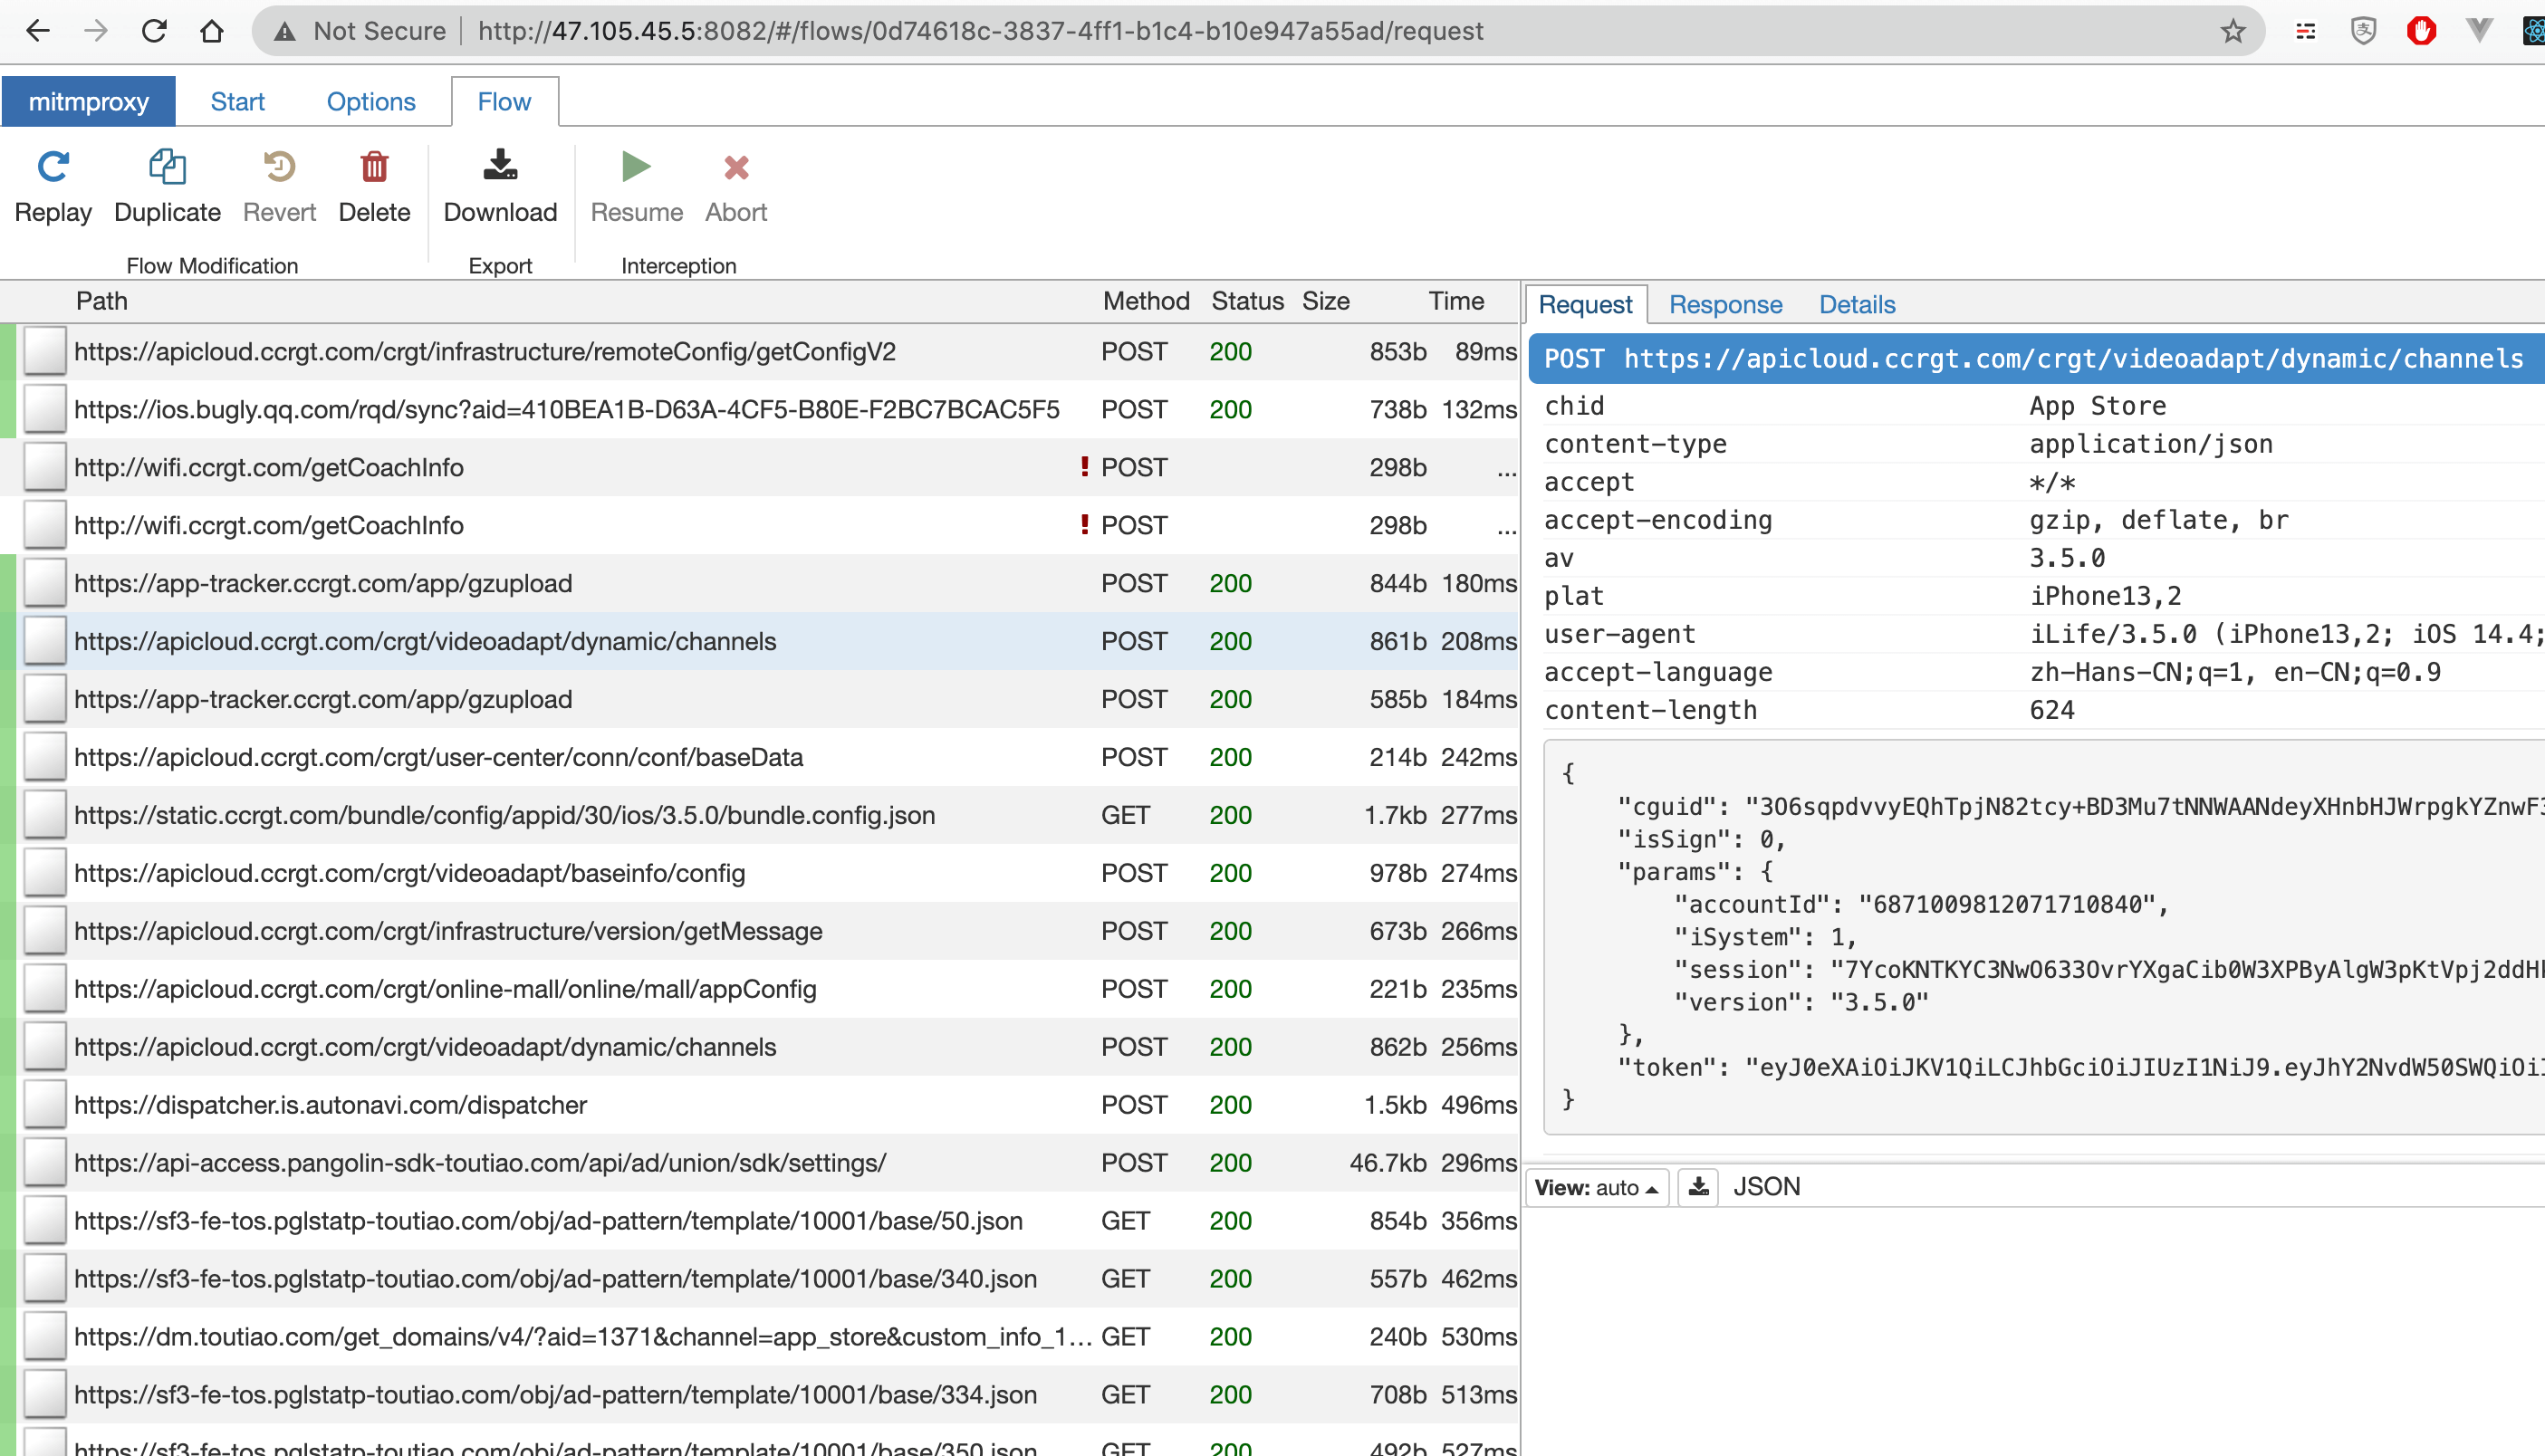 Not Secure http://47.105.45.5:8082/#/flows/0d74618c-3837-4ff1-b1c4-b10e947a55ad/request
mitmproxy Start Options Flow
Replay Duplicate Revert Delete Download Resume Abort
Flow Modification Export Interception
Path Method Status Size Time
https://apicloud.ccrgt.com/crgt/infrastructure/remoteConfig/getConfigV2 POST 200 853b 89ms
https://ios.bugly.qq.com/rqd/sync?aid=410BEA1B-D63A-4CF5-B80E-F2BC7BCAC5F5 POST 200 738b 132ms
http://wifi.ccrgt.com/getCoachInfo ! POST 298b ...
http://wifi.ccrgt.com/getCoachInfo ! POST 298b ...
https://app-tracker.ccrgt.com/app/gzupload POST 200 844b 180ms
https://apicloud.ccrgt.com/crgt/videoadapt/dynamic/channels POST 200 861b 208ms
https://app-tracker.ccrgt.com/app/gzupload POST 200 585b 184ms
https://apicloud.ccrgt.com/crgt/user-center/conn/conf/baseData POST 200 214b 242ms
https://static.ccrgt.com/bundle/config/appid/30/ios/3.5.0/bundle.config.json GET 200 1.7kb 277ms
https://apicloud.ccrgt.com/crgt/videoadapt/baseinfo/config POST 200 978b 274ms
https://apicloud.ccrgt.com/crgt/infrastructure/version/getMessage POST 200 673b 266ms
https://apicloud.ccrgt.com/crgt/online-mall/online/mall/appConfig POST 200 221b 235ms
https://apicloud.ccrgt.com/crgt/videoadapt/dynamic/channels POST 200 862b 256ms
https://dispatcher.is.autonavi.com/dispatcher POST 200 1.5kb 496ms
https://api-access.pangolin-sdk-toutiao.com/api/ad/union/sdk/settings/ POST 200 46.7kb 296ms
https://sf3-fe-tos.pglstatp-toutiao.com/obj/ad-pattern/template/10001/base/50.json GET 200 854b 356ms
https://sf3-fe-tos.pglstatp-toutiao.com/obj/ad-pattern/template/10001/base/340.json GET 200 557b 462ms
https://dm.toutiao.com/get_domains/v4/?aid=1371&channel=app_store&custom_info_1... GET 200 240b 530ms
https://sf3-fe-tos.pglstatp-toutiao.com/obj/ad-pattern/template/10001/base/334.json GET 200 708b 513ms
https://sf3-fe-tos.pglstatp-toutiao.com/obj/ad-pattern/template/10001/base/350.json GET 200 492b 527ms
Request Response Details
POST https://apicloud.ccrgt.com/crgt/videoadapt/dynamic/channels
chid App Store
content-type application/json
accept */*
accept-encoding gzip, deflate, br
av 3.5.0
plat iPhone13,2
user-agent iLife/3.5.0 (iPhone13,2; iOS 14.4;
accept-language zh-Hans-CN;q=1, en-CN;q=0.9
content-length 624
{
"cguid": "3O6sqpdvvyEQhTpjN82tcy+BD3Mu7tNNWAANdeyXHnbHJWrpgkYZnwF3
"isSign": 0,
"params": {
"accountId": "6871009812071710840",
"iSystem": 1,
"session": "7YcoKNTKYC3NwO633OvrYXgaCib0W3XPByAlgW3pKtVpj2ddH
"version": "3.5.0"
},
"token": "eyJ0eXAiOiJKV1QiLCJhbGciOiJIUzI1NiJ9.eyJhY2NvdW50SWQiOiI
}
View: auto JSON